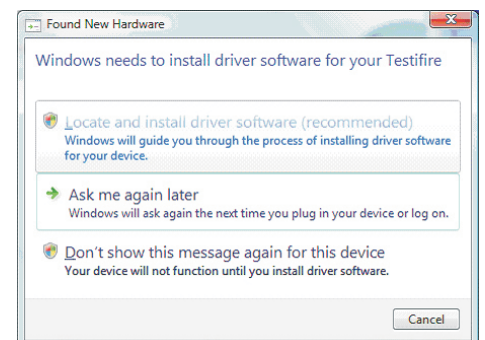 Found New Hardware
Windows needs to install driver software for your Testifire
Locate and install driver software (recommended)
Windows will guide you through the process of installing driver software
for your device.
Ask me again later
Windows will ask again the next time you plug in your device or log on.
Don't show this message again for this device
Your device will not function until you install driver software.
Cancel